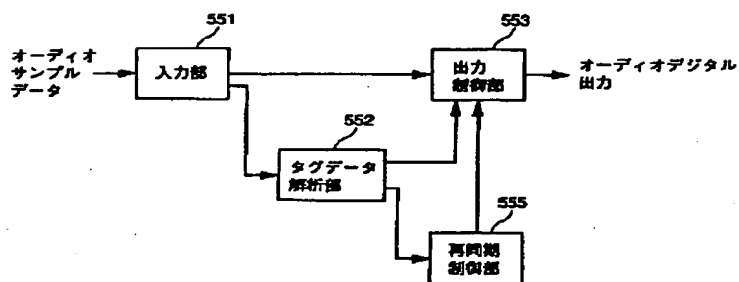 551
オーディオ
サンプル
データ
入力部
553
出力
制御部
オーディオデジタル
出力
552
タグデータ
解析部
555
再同期
制御部